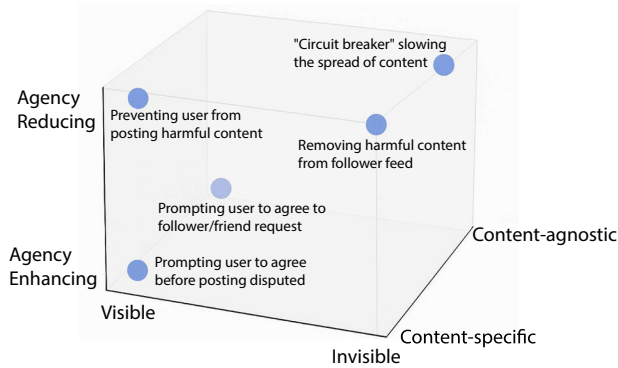 "Circuit breaker" slowing
the spread of content
Agency
Reducing
Preventing user from
posting harmful content
Removing harmful content
from follower feed
Prompting user to agree to
follower/friend request
Content-agnostic
Agency
Enhancing
Prompting user to agree
before posting disputed
Visible
Content-specific
Invisible